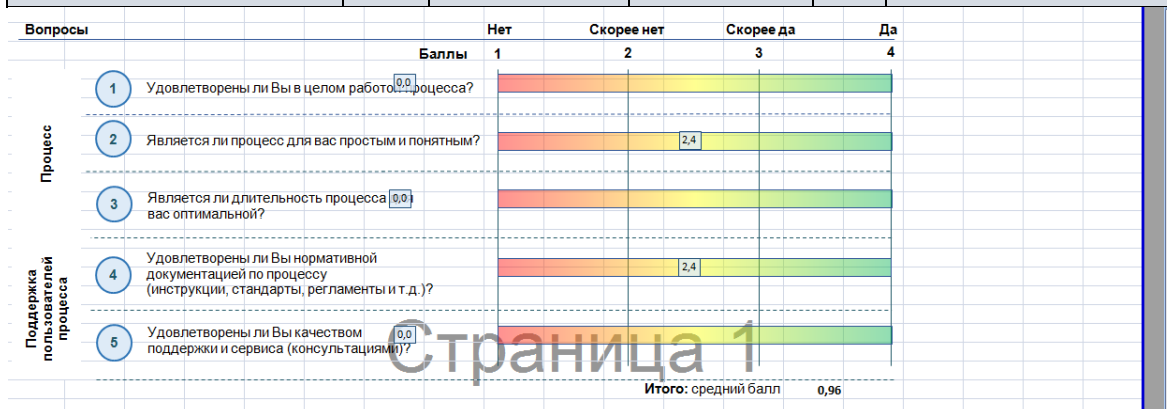 Вопросы Нет Скорее нет Скорее да Да
Баллы 1 2 3 4
Процесс
1 Удовлетворены ли Вы в целом работой процесса? 0,0
2 Является ли процесс для вас простым и понятным? 2,4
3 Является ли длительность процесса для 0,0
вас оптимальной?
Поддержка
пользователей
процесса
4 Удовлетворены ли Вы нормативной
документацией по процессу 2,4
(инструкции, стандарты, регламенты и т.д.)?
5 Удовлетворены ли Вы качеством 0,0
поддержки и сервиса (консультациями)?
Страница 1
Итого: средний балл 0,96